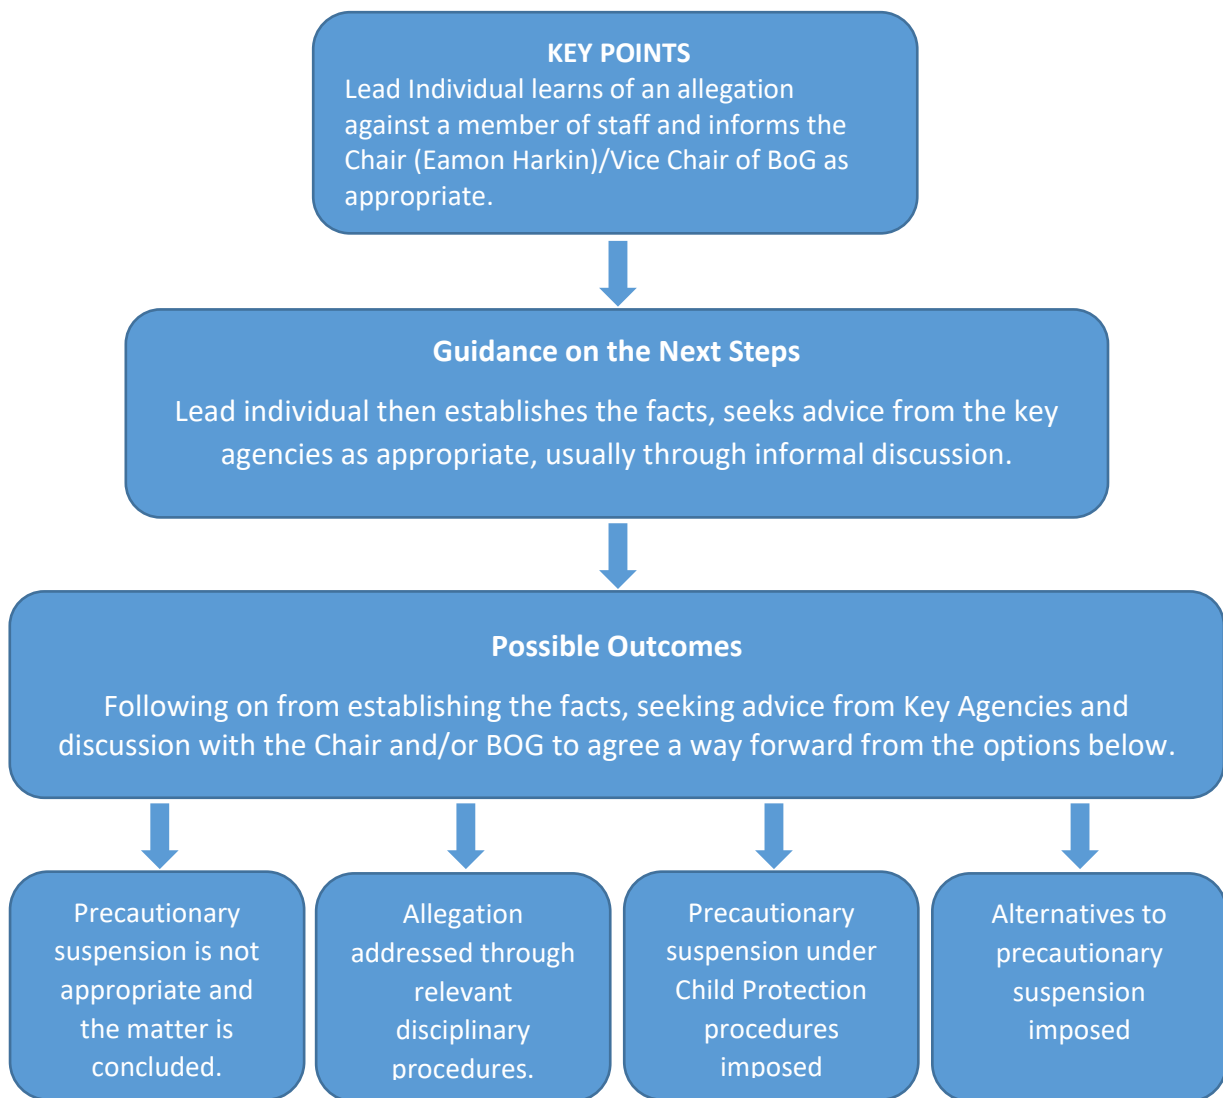 KEY POINTS
Lead Individual learns of an allegation
against a member of staff and informs the
Chair (Eamon Harkin)/Vice Chair of BoG as
appropriate.
Guidance on the Next Steps
Lead individual then establishes the facts, seeks advice from the key
agencies as appropriate, usually through informal discussion.
Possible Outcomes
Following on from establishing the facts, seeking advice from Key Agencies and
discussion with the Chair and/or BOG to agree a way forward from the options below.
Precautionary
suspension is not
appropriate and
the matter is
concluded.
Allegation
addressed through
relevant
disciplinary
procedures.
Precautionary
suspension under
Child Protection
procedures
imposed
Alternatives to
precautionary
suspension
imposed